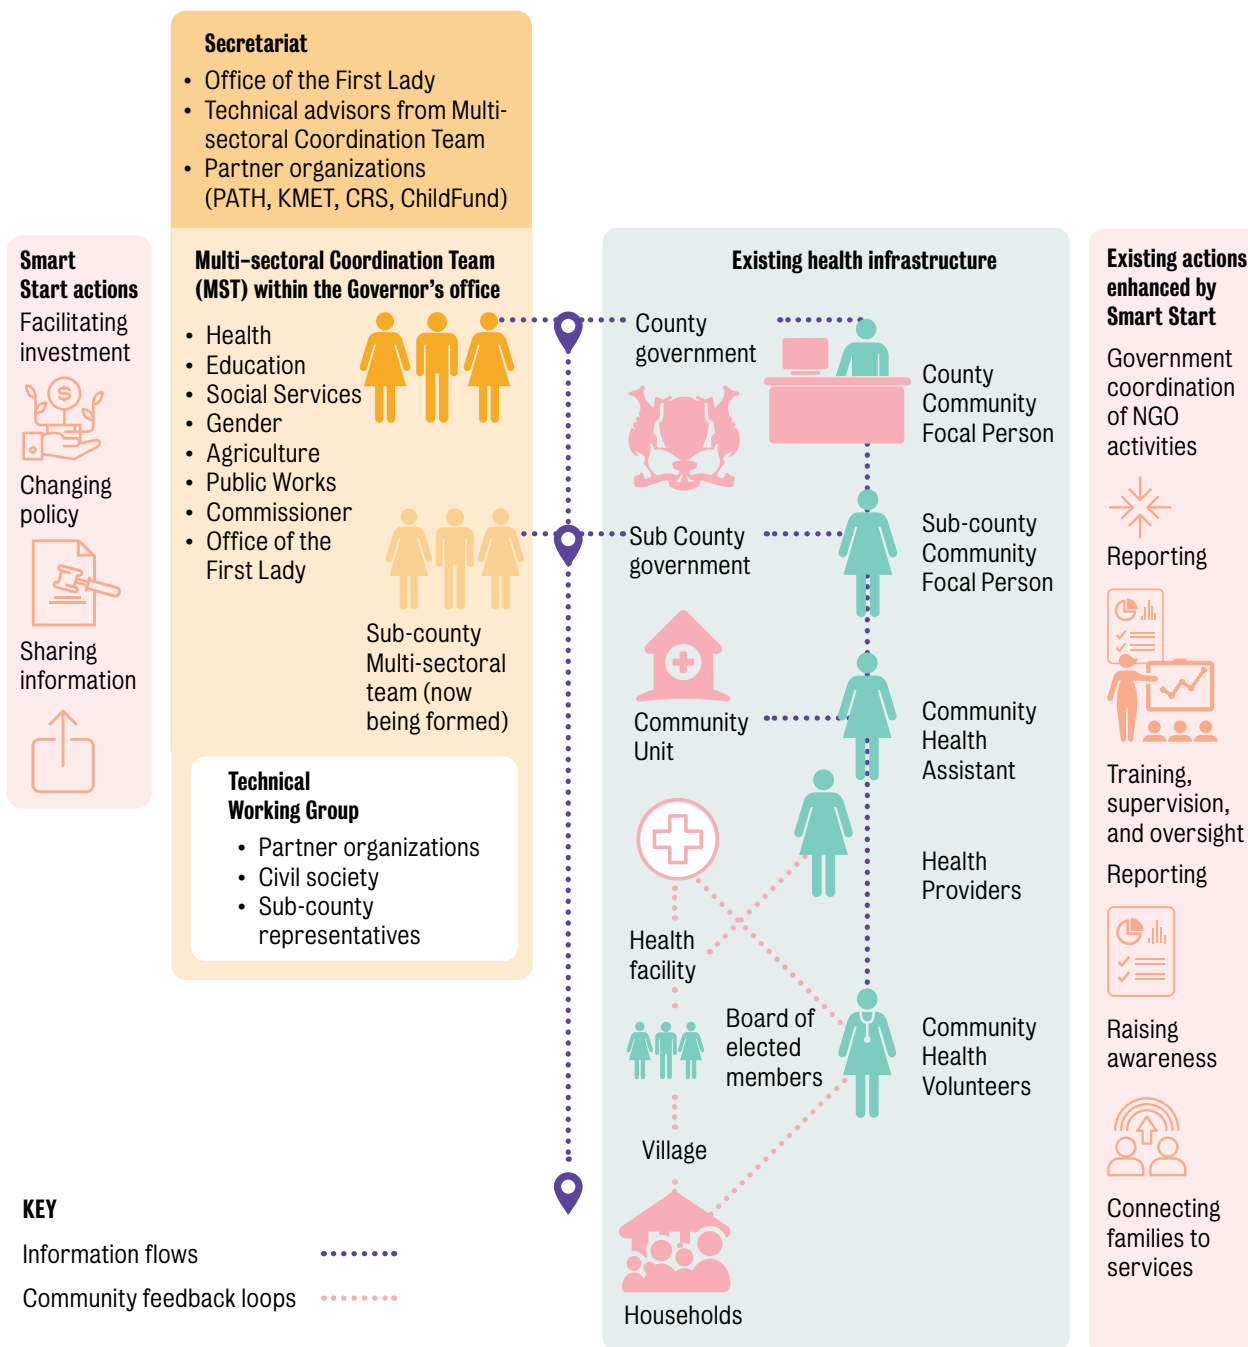 Secretariat
• Office of the First Lady
• Technical advisors from Multi-
sectoral Coordination Team
• Partner organizations
(PATH, KMET, CRS, ChildFund)
Smart
Start actions
Facilitating
investment
$
Changing
policy
Sharing
information
Multi-sectoral Coordination Team
(MST) within the Governor's office
• Health
• Education
• Social Services
• Gender
• Agriculture
• Public Works
• Commissioner
• Office of the
First Lady
Sub-county
Multi-sectoral
team (now
being formed)
Technical
Working Group
• Partner organizations
• Civil society
• Sub-county
representatives
Existing health infrastructure
County
government
County
Community
Focal Person
Sub County
government
Sub-county
Community
Focal Person
Community
Unit
Community
Health
Assistant
Health
Providers
Health
facility
Board of
elected
members
Community
Health
Volunteers
Village
Households
Existing actions
enhanced by
Smart Start
Government
coordination
of NGO
activities
Reporting
Training,
supervision,
and oversight
Reporting
Raising
awareness
Connecting
families to
services
KEY
Information flows
Community feedback loops